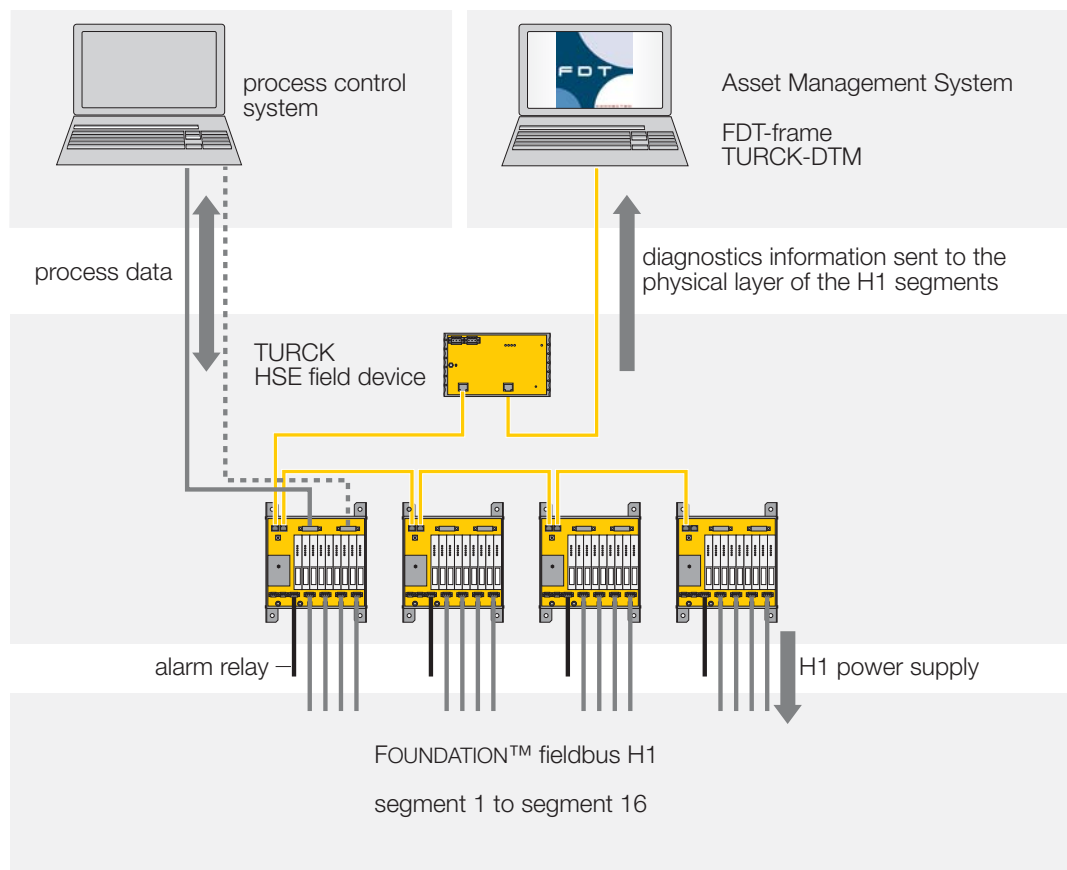 process control
system
FDT
Asset Management System
FDT-frame
TURCK-DTM
process data
diagnostics information sent to the
physical layer of the H1 segments
TURCK
HSE field device
alarm relay
H1 power supply
FOUNDATION™ fieldbus H1
segment 1 to segment 16